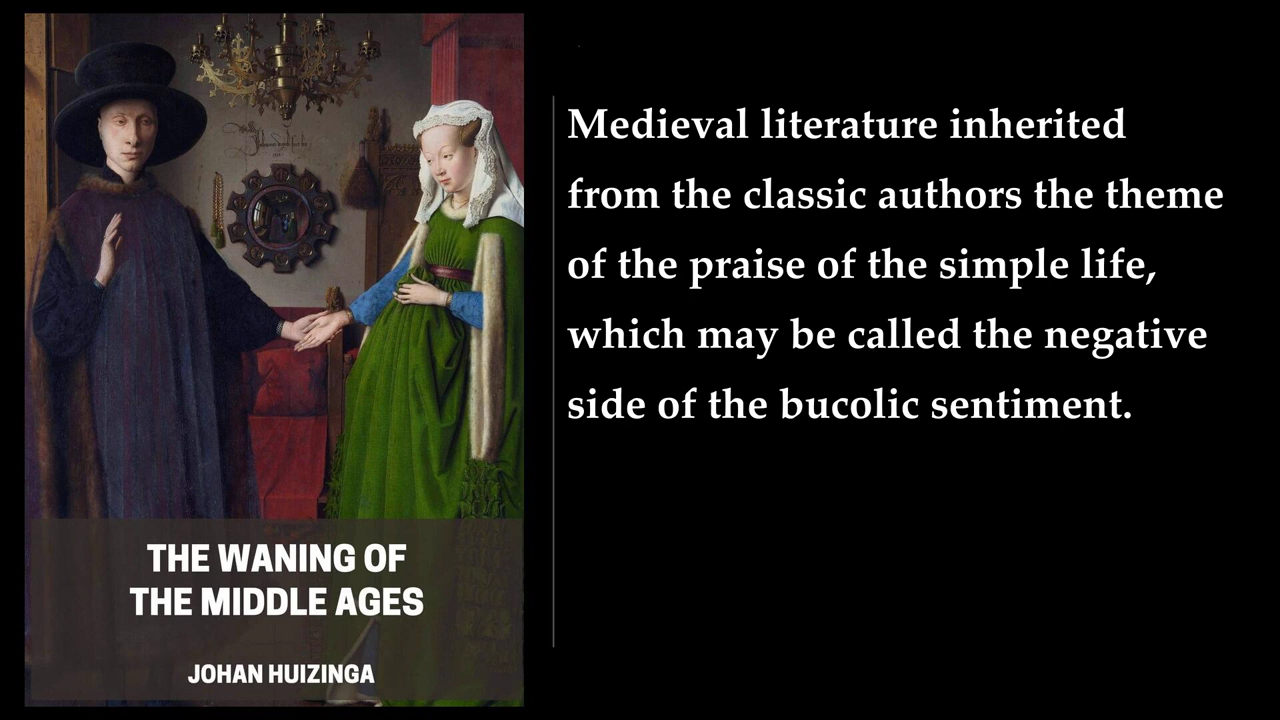 THE WANING OF
THE MIDDLE AGES
JOHAN HUIZINGA
Medieval literature inherited
from the classic authors the theme
of the praise of the simple life,
which may be called the negative
side of the bucolic sentiment.